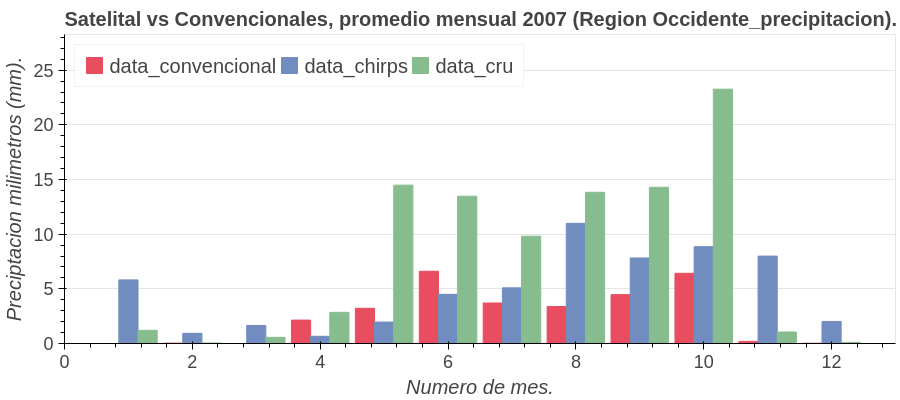 Satelital vs Convencionales, promedio mensual 2007 (Region Occidente_precipitacion).
data_convencional data_chirps data_cru
Preciptacion milimetros (mm).
25
20
15
10
5
0
0 2 4 6 8 10 12
Numero de mes.